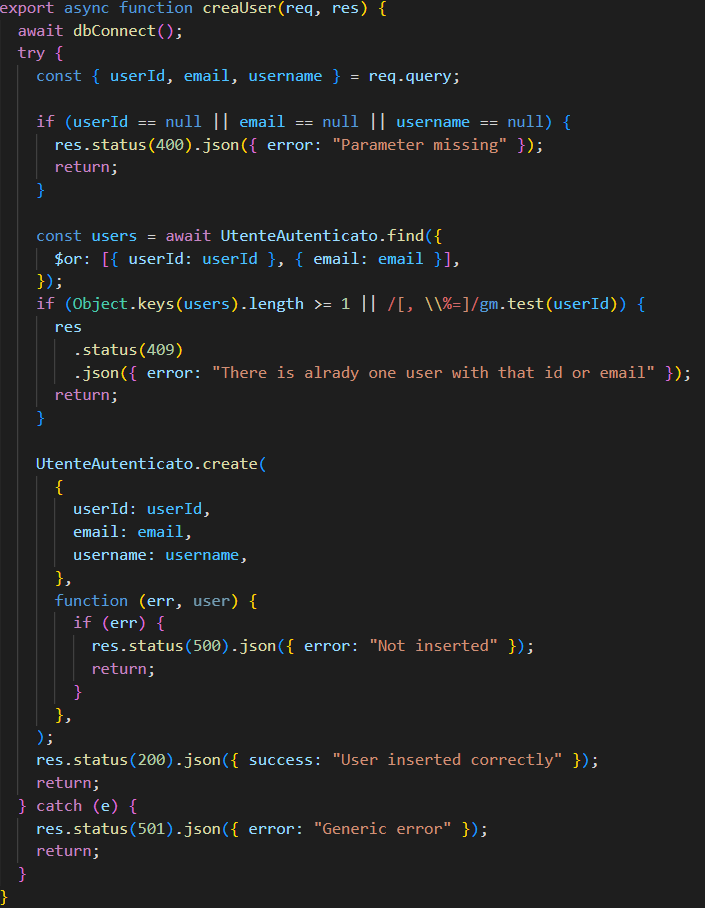 export async function creaUser(req, res) {
  await dbConnect();
  try {
    const { userId, email, username } = req.query;

    if (userId == null || email == null || username == null) {
      res.status(400).json({ error: "Parameter missing" });
      return;
    }

    const users = await UtenteAutenticato.find({
      $or: [{ userId: userId }, { email: email }],
    });
    if (Object.keys(users).length >= 1 || /[, \\%=]/gm.test(userId)) {
      res
        .status(409)
        .json({ error: "There is alrady one user with that id or email" });
      return;
    }

    UtenteAutenticato.create(
      {
        userId: userId,
        email: email,
        username: username,
      },
      function (err, user) {
        if (err) {
          res.status(500).json({ error: "Not inserted" });
          return;
        }
      },
    );
    res.status(200).json({ success: "User inserted correctly" });
    return;
  } catch (e) {
    res.status(501).json({ error: "Generic error" });
    return;
  }
}